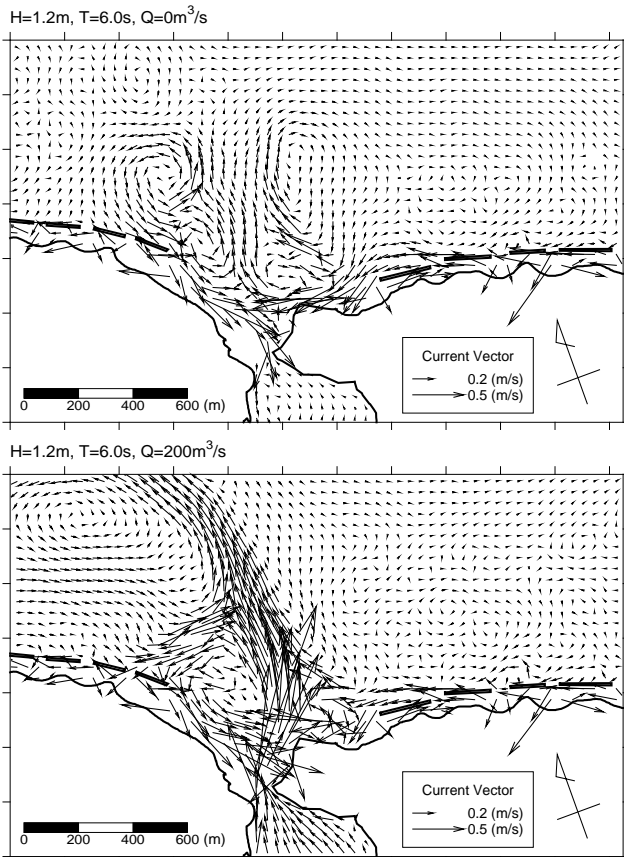 H=1.2m, T=6.0s, Q=0m³/s
Current Vector
0.2 (m/s)
0.5 (m/s)
0 200 400 600 (m)
H=1.2m, T=6.0s, Q=200m³/s
Current Vector
0.2 (m/s)
0.5 (m/s)
0 200 400 600 (m)